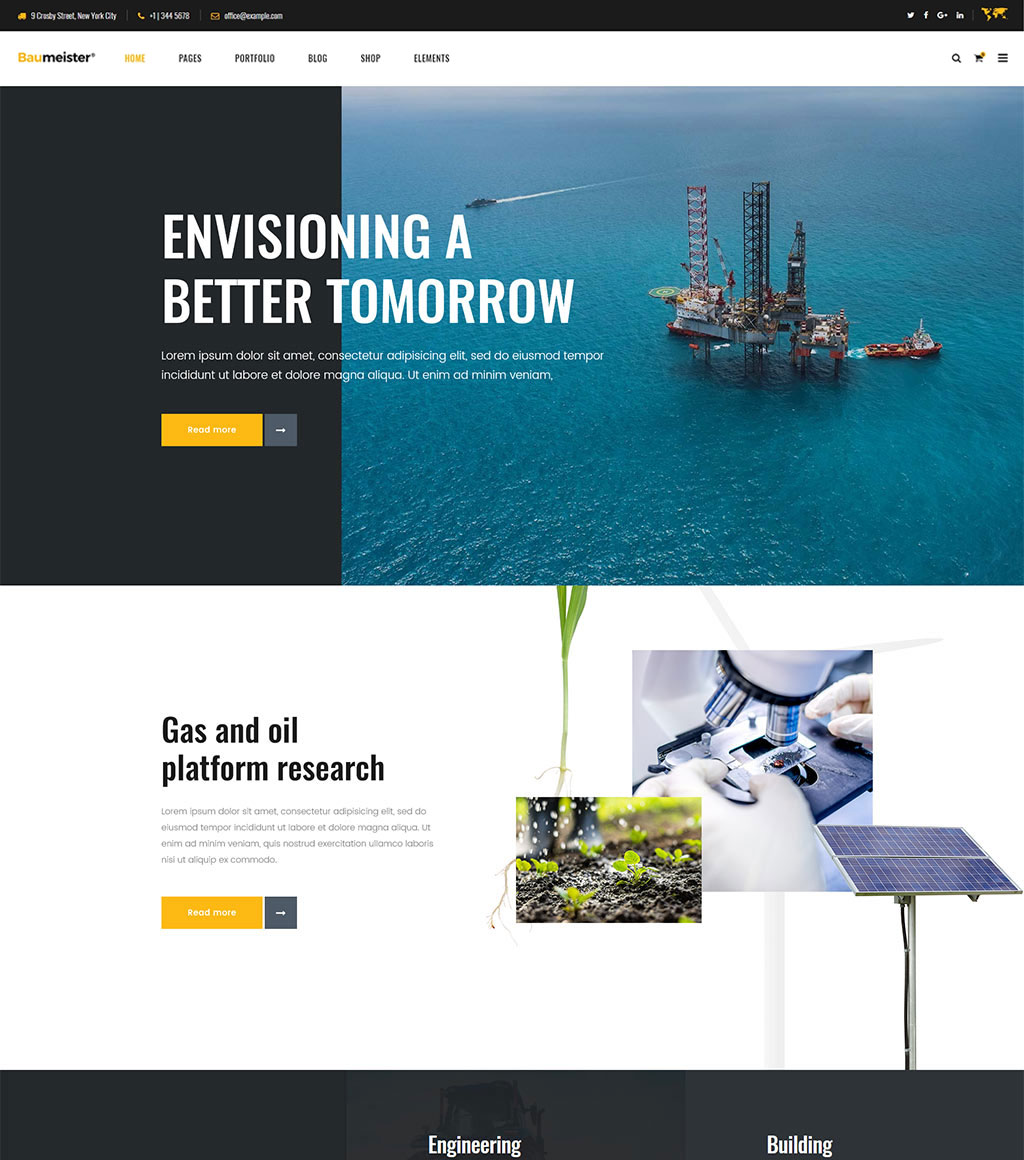 9 Crosby Street, New York City +1 | 344 5678 office@example.com
Baumeister® HOME PAGES PORTFOLIO BLOG SHOP ELEMENTS
ENVISIONING A
BETTER TOMORROW
Lorem ipsum dolor sit amet, consectetur adipisicing elit, sed do eiusmod tempor
incididunt ut labore et dolore magna aliqua. Ut enim ad minim veniam,
Read more
Gas and oil
platform research
Lorem ipsum dolor sit amet, consectetur adipisicing elit, sed do
eiusmod tempor incididunt ut labore et dolore magna aliqua. Ut
enim ad minim veniam, quis nostrud exercitation ullamco laboris
nisi ut aliquip ex commodo.
Read more
Engineering Building